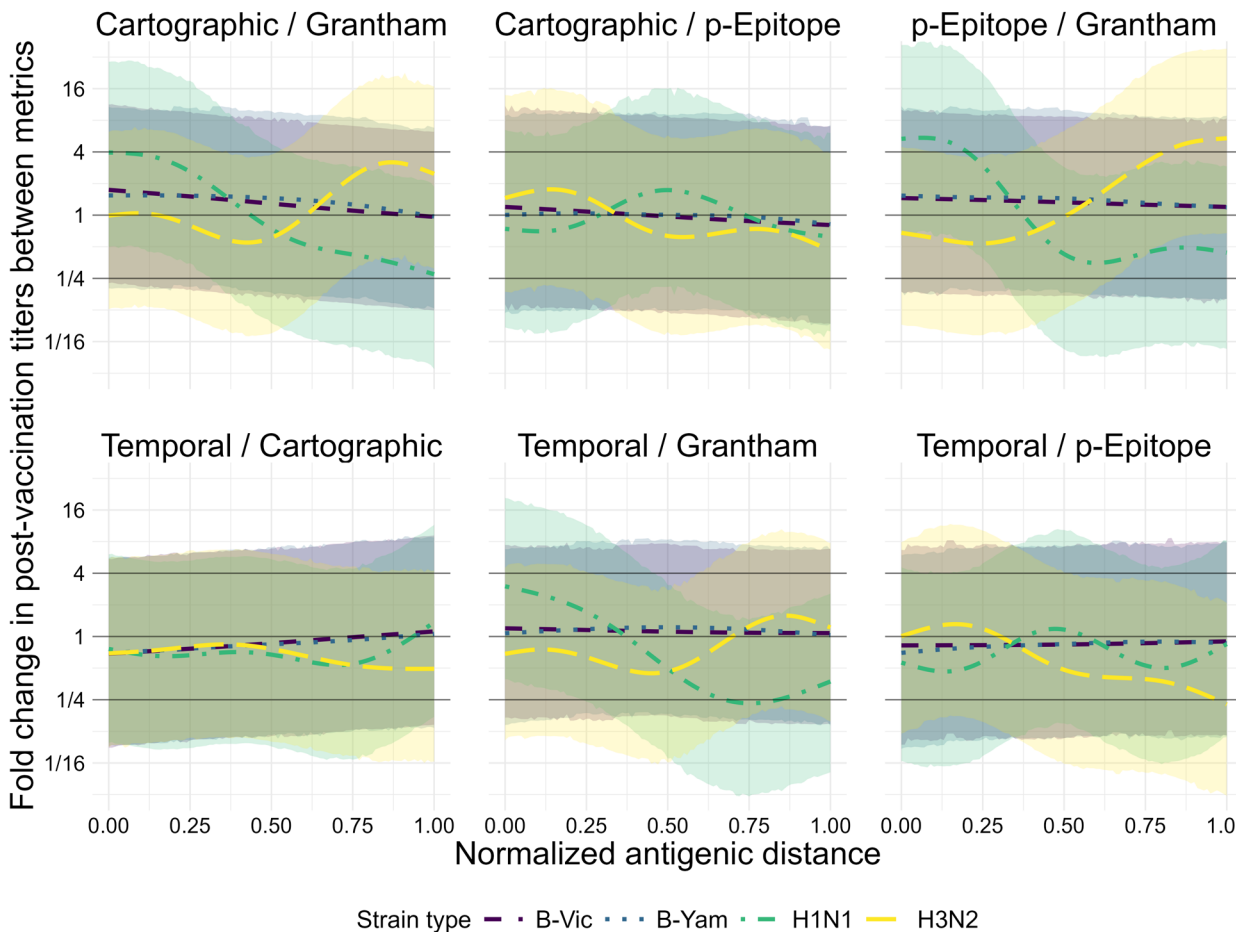 Cartographic / Grantham
Cartographic / p-Epitope
p-Epitope / Grantham
Fold change in post-vaccination titers between metrics
16
4
1
1/4
1/16
Temporal / Cartographic
Temporal / Grantham
Temporal / p-Epitope
16
4
1
1/4
1/16
0.00 0.25 0.50 0.75 1.00
0.00 0.25 0.50 0.75 1.00
0.00 0.25 0.50 0.75 1.0
Normalized antigenic distance
Strain type B-Vic B-Yam H1N1 H3N2